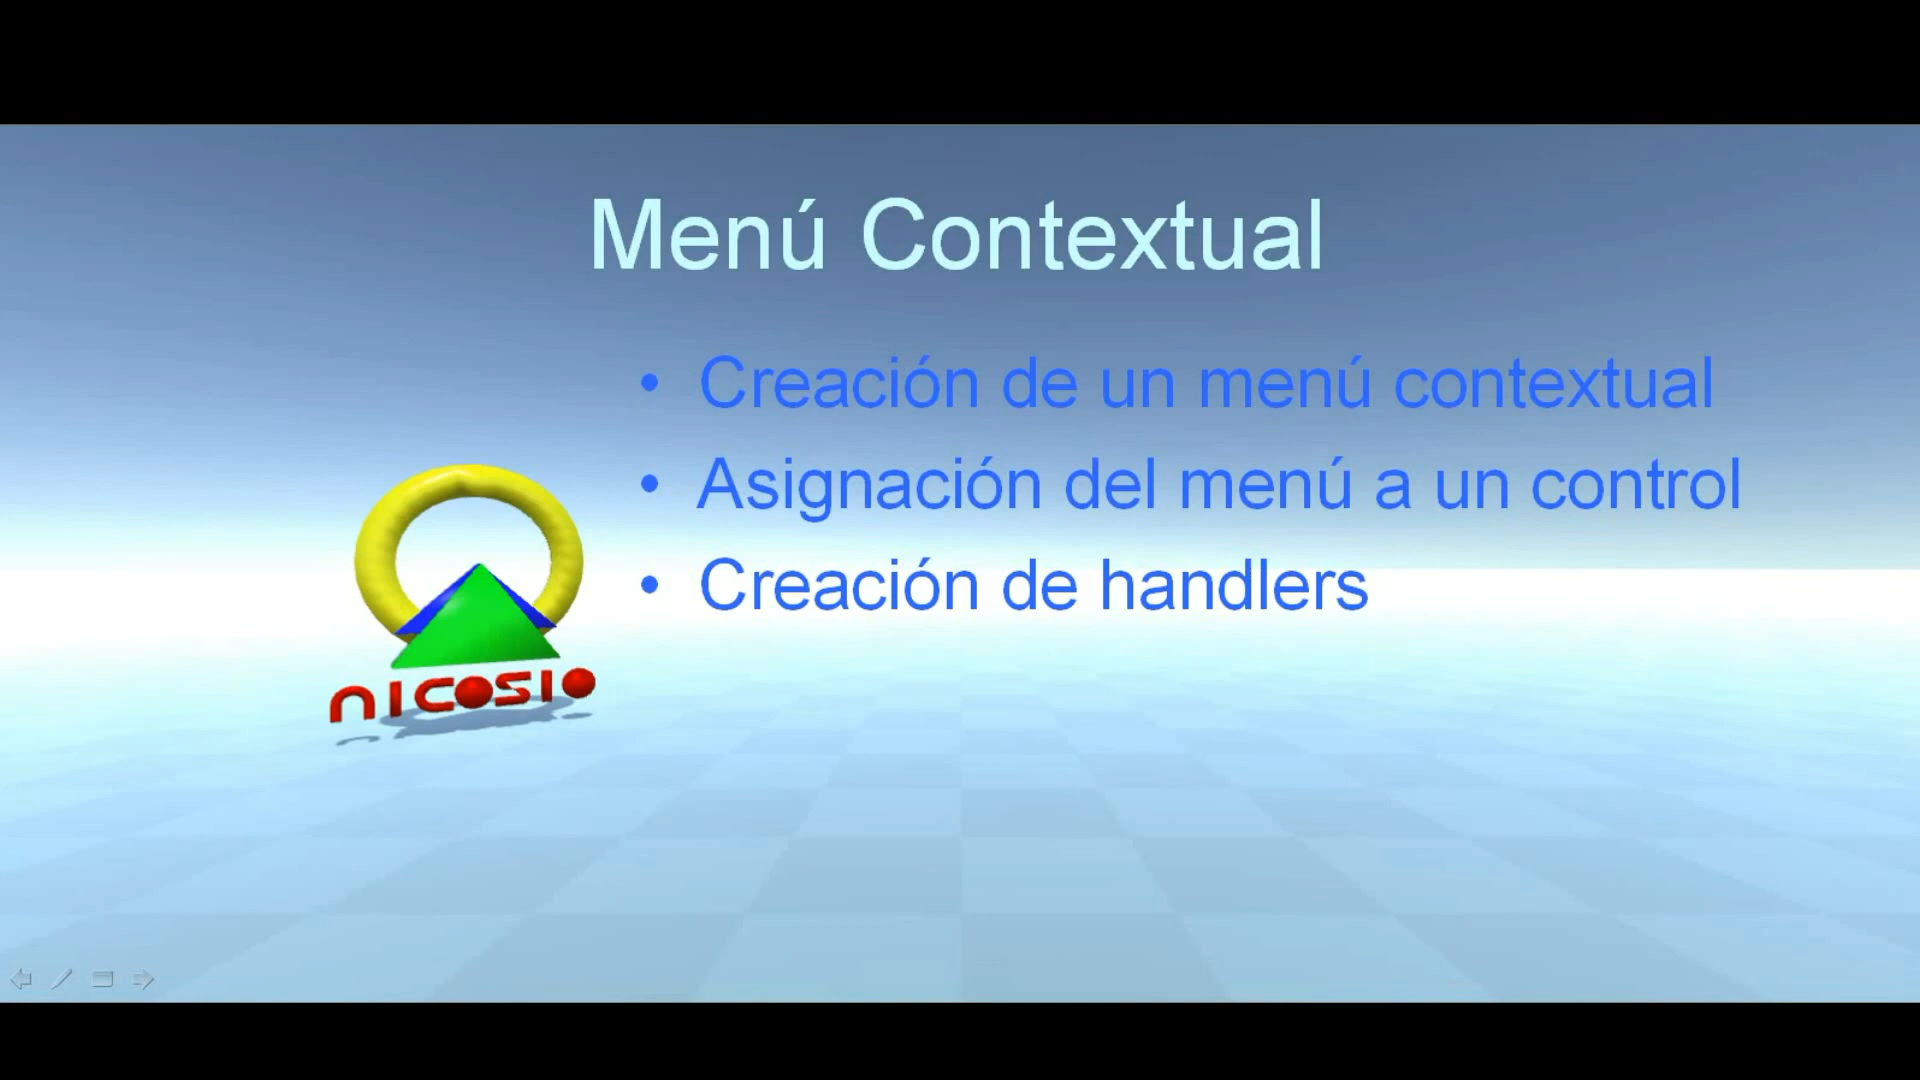 Menú Contextual
• Creación de un menú contextual
• Asignación del menú a un control
• Creación de handlers
nicosio